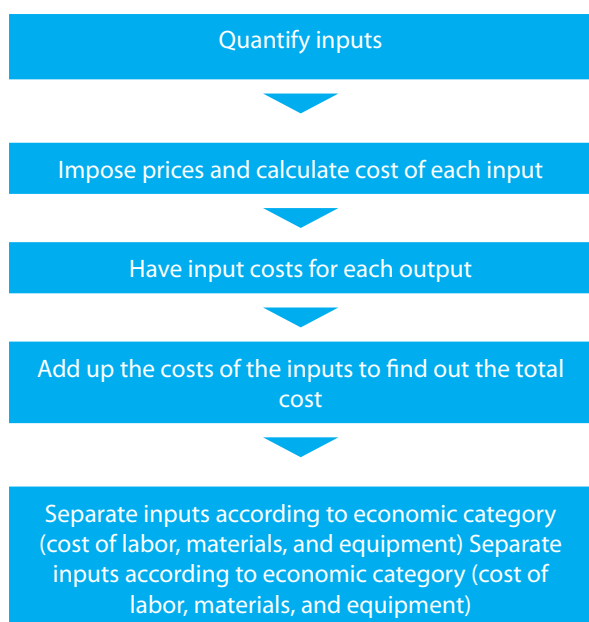 Quantify inputs
Impose prices and calculate cost of each input
Have input costs for each output
Add up the costs of the inputs to find out the total
cost
Separate inputs according to economic category
(cost of labor, materials, and equipment) Separate
inputs according to economic category (cost of
labor, materials, and equipment)